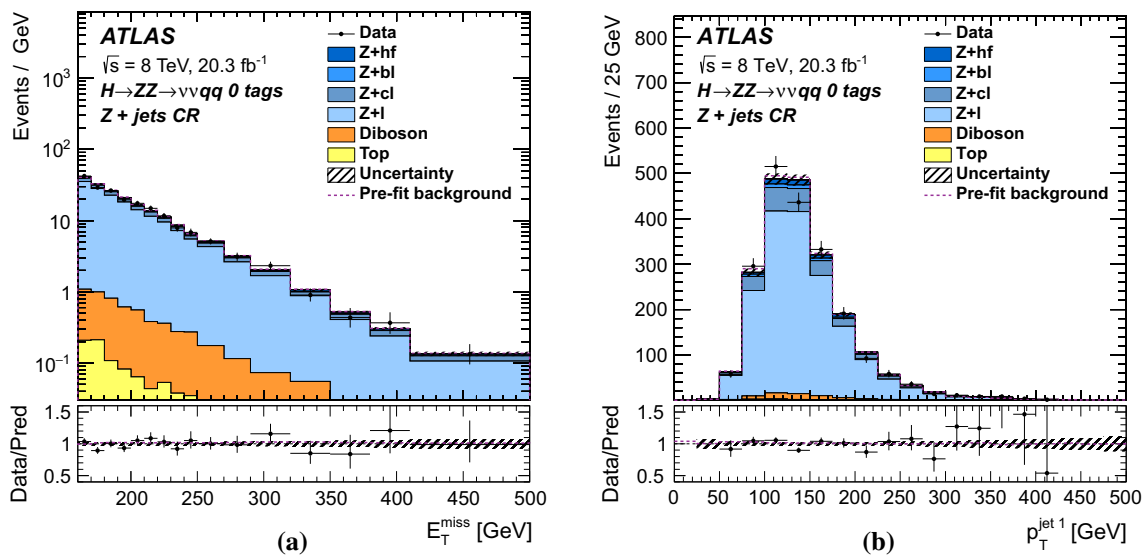 Events / GeV
10³
10²
10
1
10⁻¹
ATLAS
√s = 8 TeV, 20.3 fb⁻¹
H→ZZ→ννqq 0 tags
Z + jets CR
Data
Z+hf
Z+bl
Z+cl
Z+l
Diboson
Top
Uncertainty
Pre-fit background
Data/Pred
1.5
1
0.5
200 250 300 350 400 450 500
E_T^miss [GeV]
(a)
Events / 25 GeV
800
700
600
500
400
300
200
100
ATLAS
√s = 8 TeV, 20.3 fb⁻¹
H→ZZ→ννqq 0 tags
Z + jets CR
Data
Z+hf
Z+bl
Z+cl
Z+l
Diboson
Top
Uncertainty
Pre-fit background
Data/Pred
1.5
1
0.5
0 50 100 150 200 250 300 350 400 450 500
p_T^jet 1 [GeV]
(b)